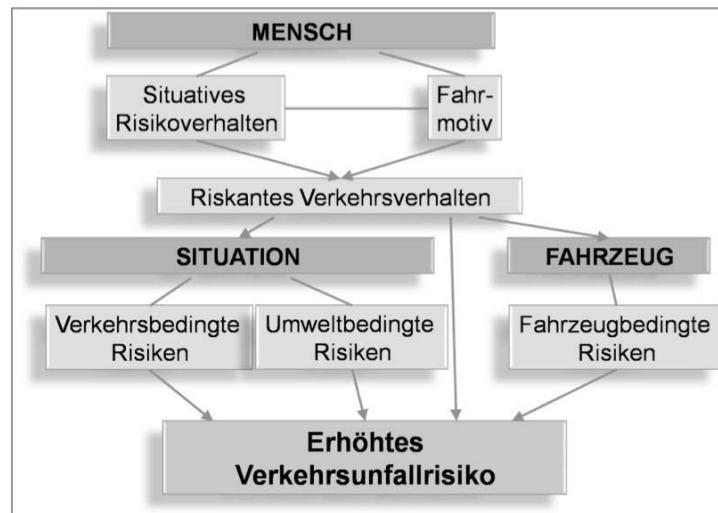 MENSCH
Situatives
Risikoverhalten
Fahr-
motiv
Riskantes Verkehrsverhalten
SITUATION
FAHRZEUG
Verkehrsbedingte
Risiken
Umweltbedingte
Risiken
Fahrzeugbedingte
Risiken
Erhöhtes
Verkehrsunfallrisiko